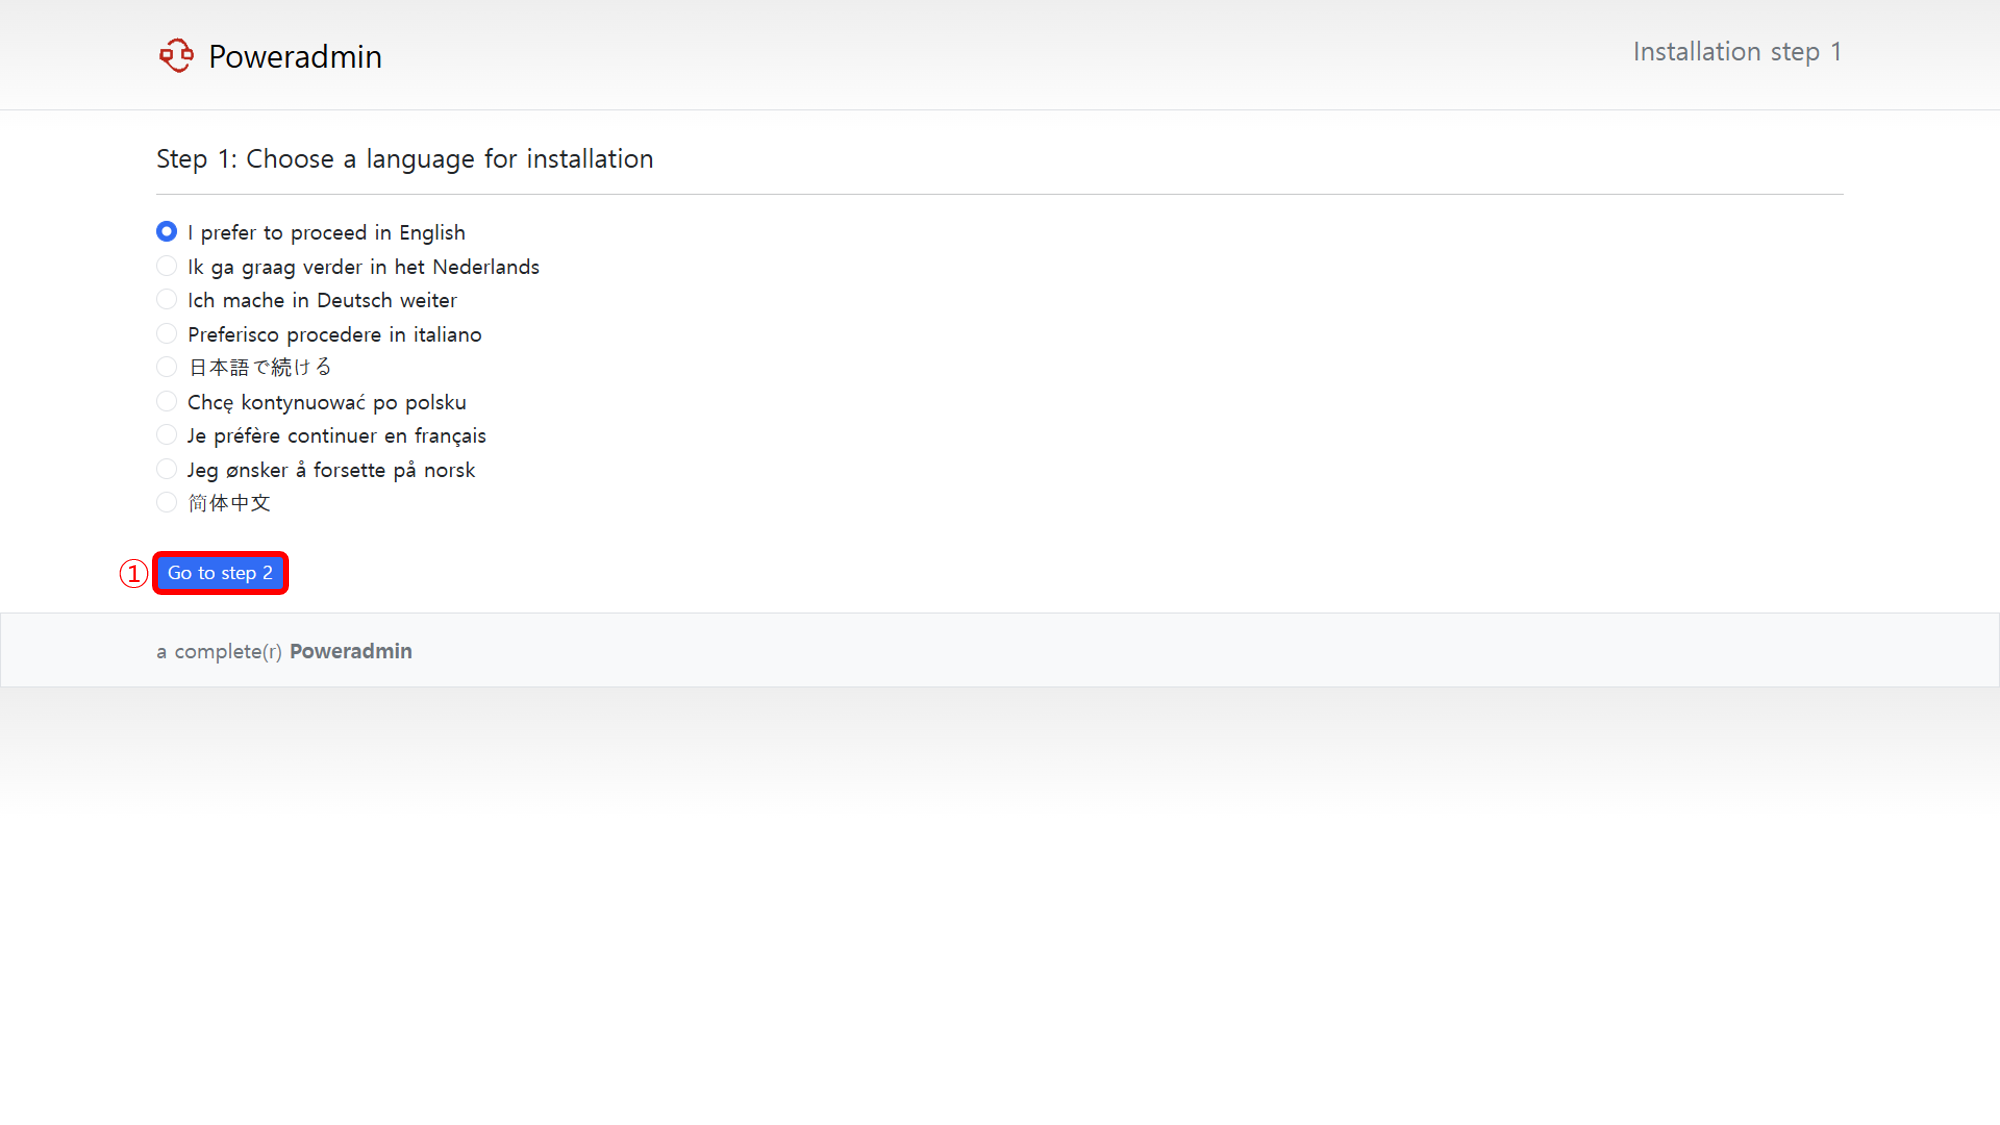 Poweradmin
Installation step 1
Step 1: Choose a language for installation
I prefer to proceed in English
Ik ga graag verder in het Nederlands
Ich mache in Deutsch weiter
Preferisco procedere in italiano
日本語で続ける
Chcę kontynuować po polsku
Je préfère continuer en français
Jeg ønsker å forsette på norsk
简体中文
① Go to step 2
a complete(r) Poweradmin